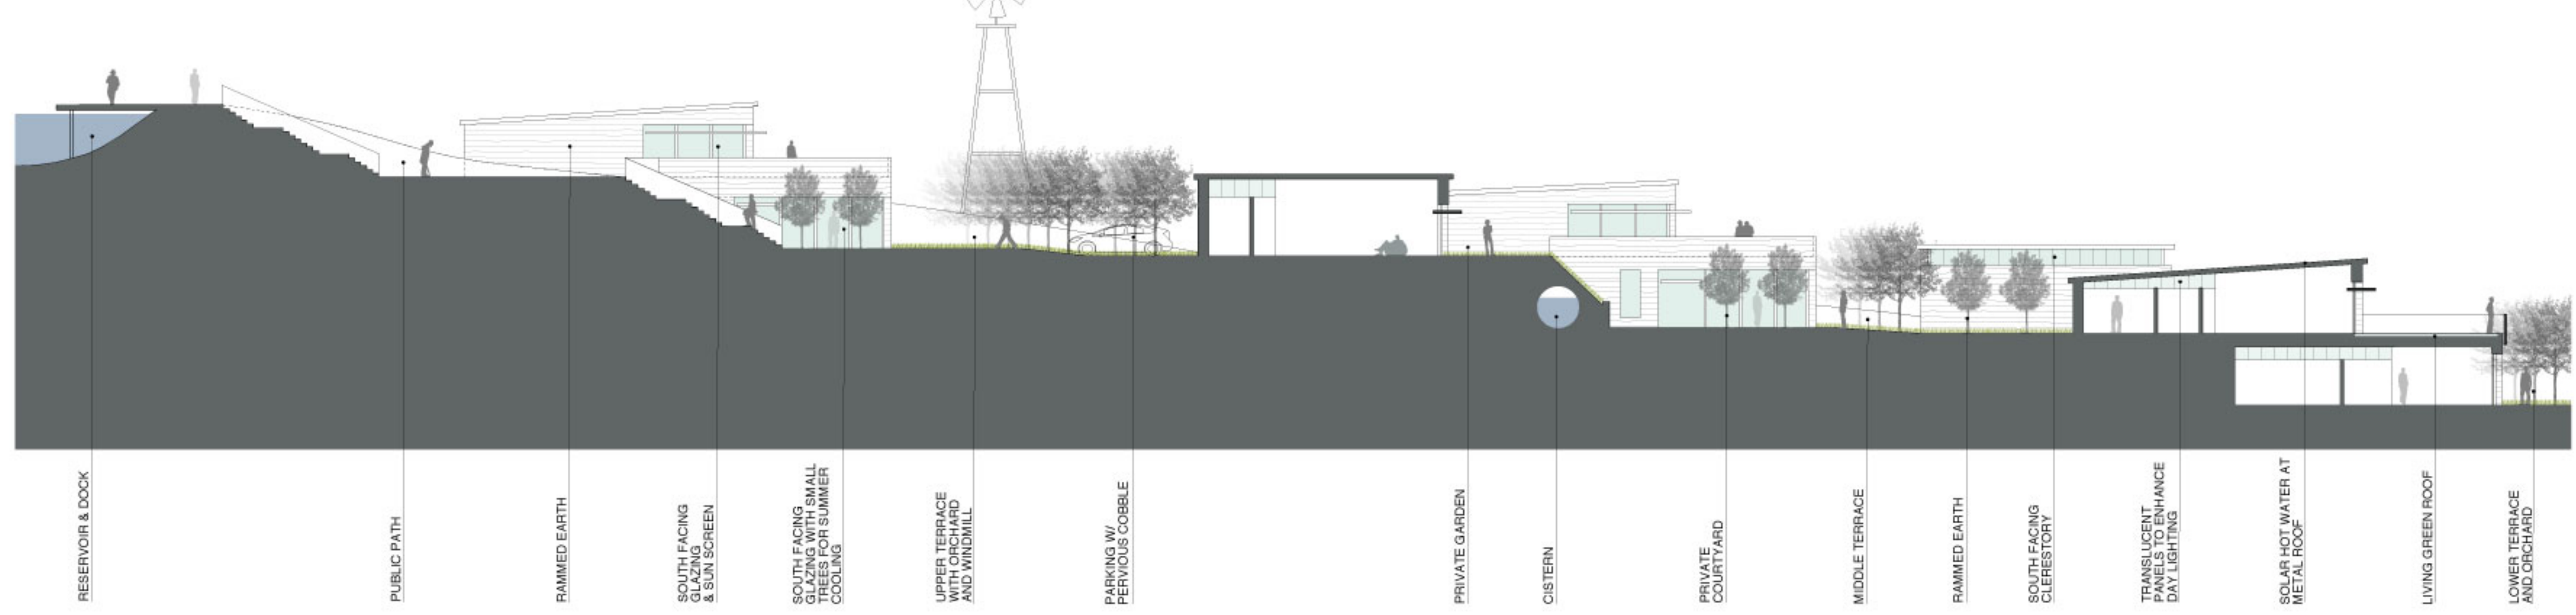 RESERVOIR & DOCK
PUBLIC PATH
RAMMED EARTH
SOUTH FACING
GLAZING
& SUN SCREEN
SOUTH FACING
GLAZING WITH SMALL
TREES FOR SUMMER
COOLING
UPPER TERRACE
WITH ORCHARD
AND WINDMILL
PARKING W/
PERVIOUS COBBLE
PRIVATE GARDEN
CISTERN
PRIVATE
COURTYARD
MIDDLE TERRACE
RAMMED EARTH
SOUTH FACING
CLERESTORY
TRANSLUCENT
PANELS TO ENHANCE
DAY LIGHTING
SOLAR HOT WATER AT
METAL ROOF
LIVING GREEN ROOF
LOWER TERRACE
AND ORCHARD